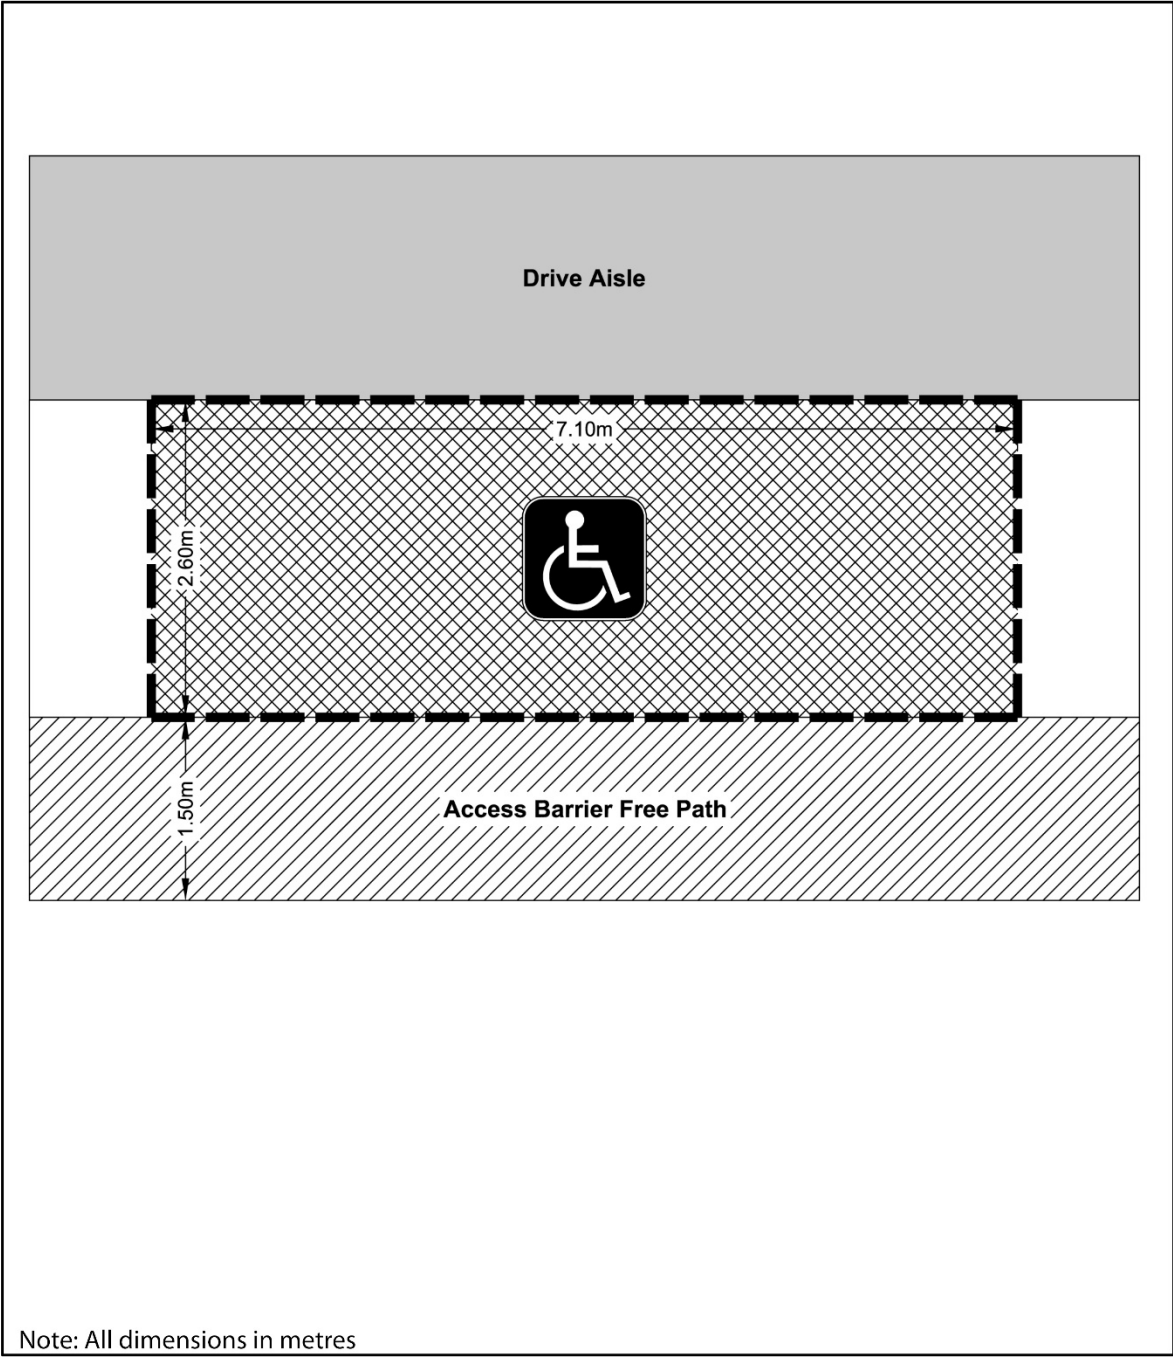 Drive Aisle
7.10m
2.60m
1.50m
Access Barrier Free Path
Note: All dimensions in metres